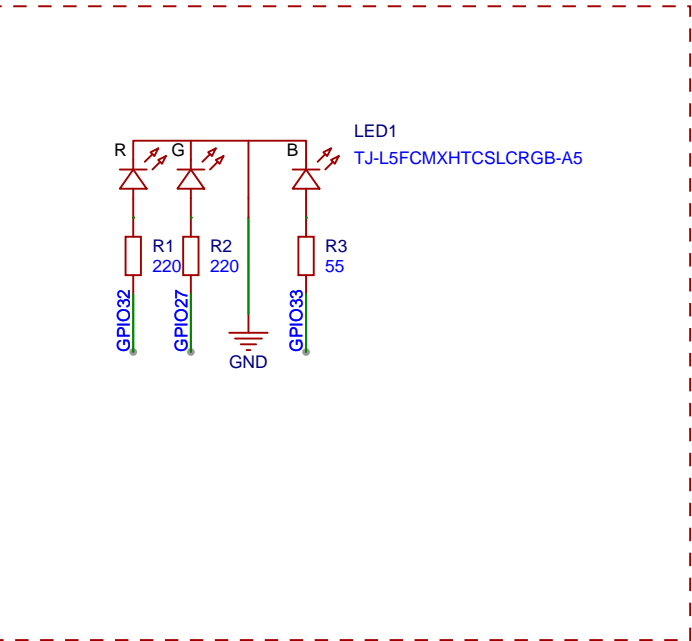 LED1
TJ-L5FCMXHTCSLCRGB-A5
R
G
B
R1
220
R2
220
R3
55
GPIO32
GPIO27
GPIO33
GND